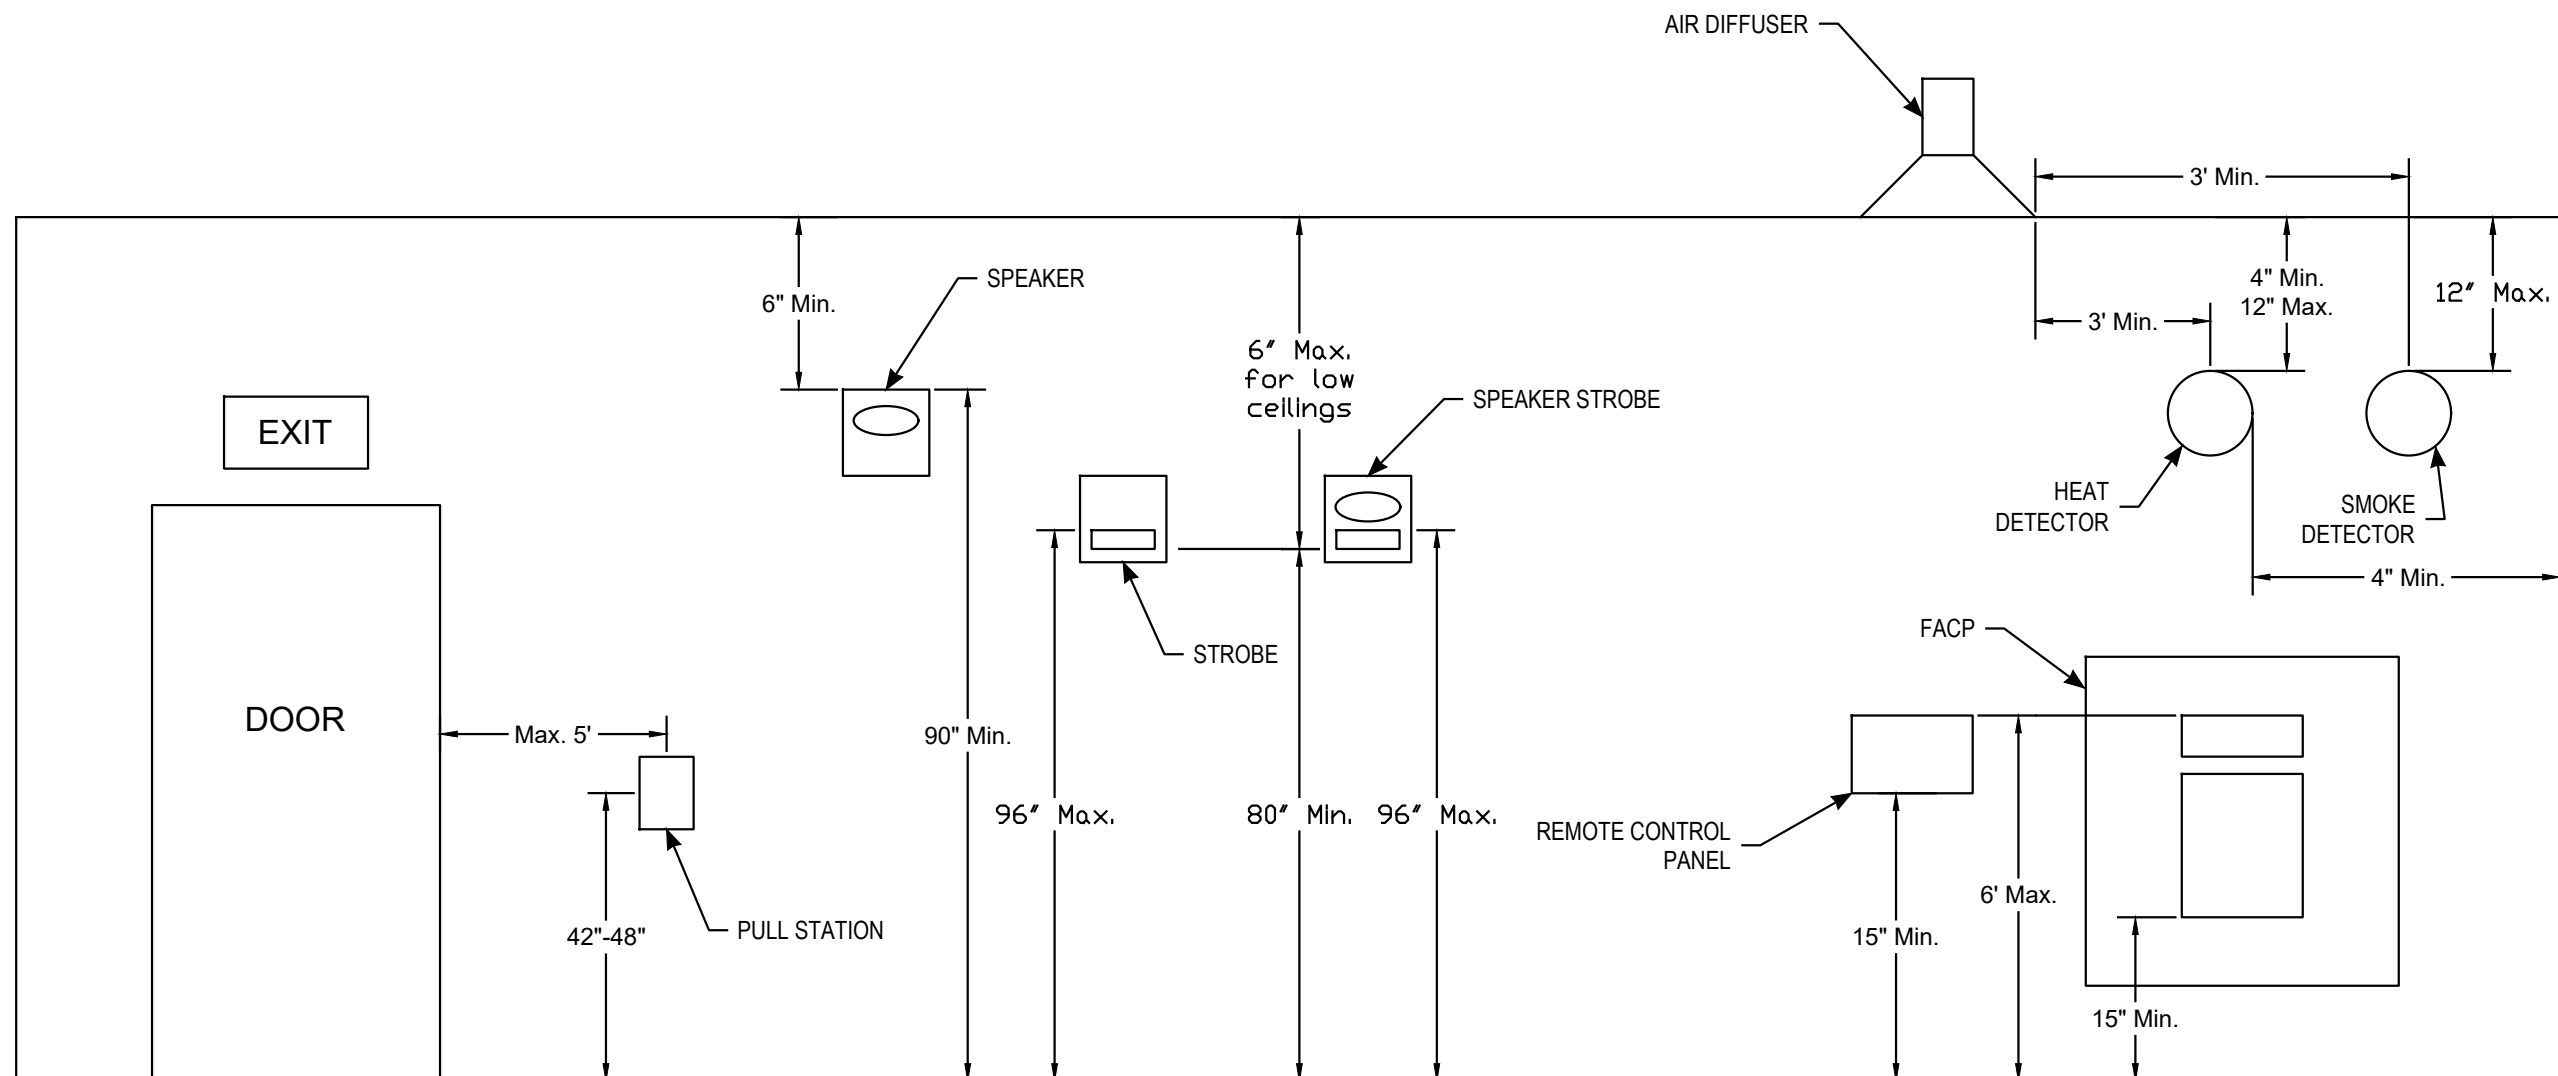 AIR DIFFUSER
3' Min.
SPEAKER
6" Min.
4" Min.
12" Max.
12" Max.
3' Min.
6" Max.
for low
ceilings
SPEAKER STROBE
EXIT
HEAT
DETECTOR
SMOKE
DETECTOR
4" Min.
STROBE
FACP
DOOR
Max. 5'
90" Min.
96" Max.
80" Min.
96" Max.
REMOTE CONTROL
PANEL
6' Max.
PULL STATION
42"-48"
15" Min.
15" Min.